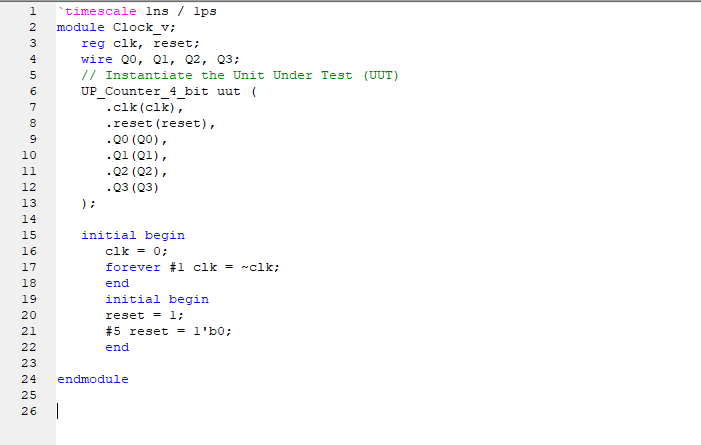 1 `timescale 1ns / 1ps
2 module Clock_v;
3 reg clk, reset;
4 wire Q0, Q1, Q2, Q3;
5 // Instantiate the Unit Under Test (UUT)
6 UP_Counter_4_bit uut (
7 .clk(clk),
8 .reset(reset),
9 .Q0(Q0),
10 .Q1(Q1),
11 .Q2(Q2),
12 .Q3(Q3)
13 );
14
15 initial begin
16 clk = 0;
17 forever #1 clk = ~clk;
18 end
19 initial begin
20 reset = 1;
21 #5 reset = 1'b0;
22 end
23
24 endmodule
25
26